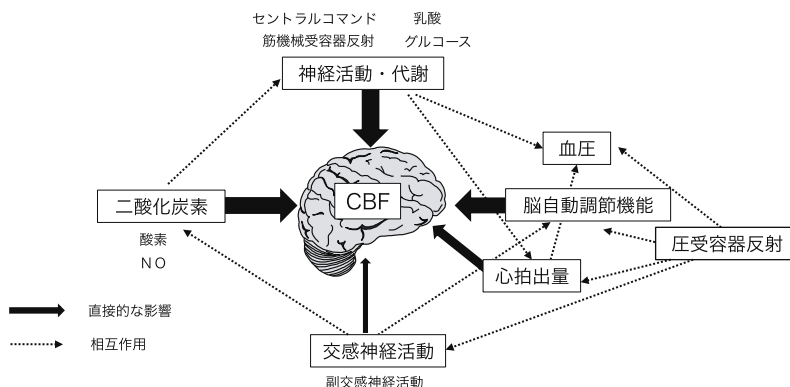 セントラルコマンド 乳酸
筋機械受容器反射 グルコース
神経活動・代謝
血圧
CBF
二酸化炭素
脳自動調節機能
酸素
NO
圧受容器反射
心拍出量
直接的な影響
相互作用
交感神経活動
副交感神経活動